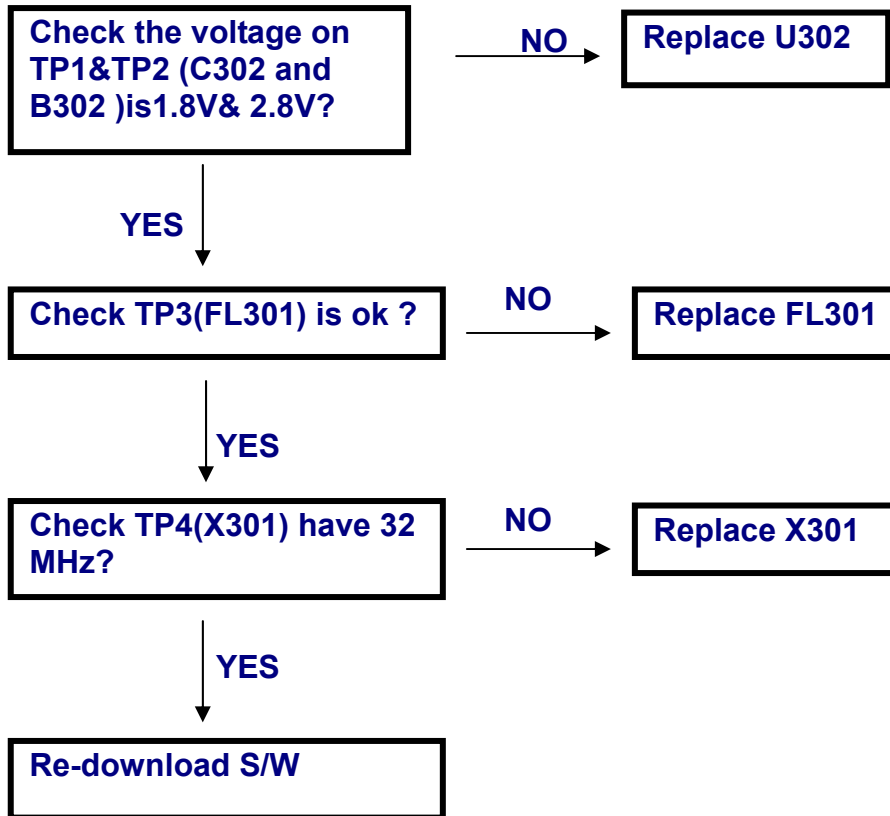 Check the voltage on
TP1&TP2 (C302 and
B302 )is1.8V& 2.8V?
NO
Replace U302
YES
Check TP3(FL301) is ok ?
NO
Replace FL301
YES
Check TP4(X301) have 32
MHz?
NO
Replace X301
YES
Re-download S/W